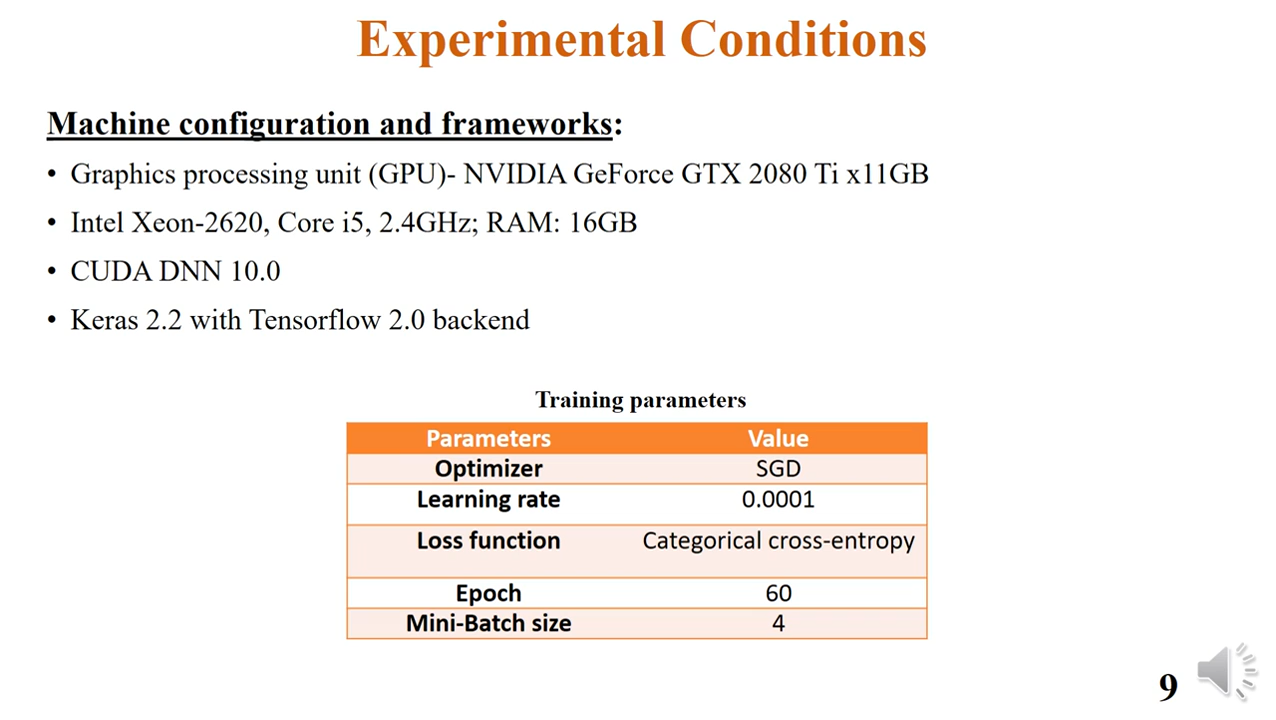 Experimental Conditions
Machine configuration and frameworks:
• Graphics processing unit (GPU)- NVIDIA GeForce GTX 2080 Ti x11GB
• Intel Xeon-2620, Core i5, 2.4GHz; RAM: 16GB
• CUDA DNN 10.0
• Keras 2.2 with Tensorflow 2.0 backend
Training parameters
Parameters Value
Optimizer SGD
Learning rate 0.0001
Loss function Categorical cross-entropy
Epoch 60
Mini-Batch size 4
9